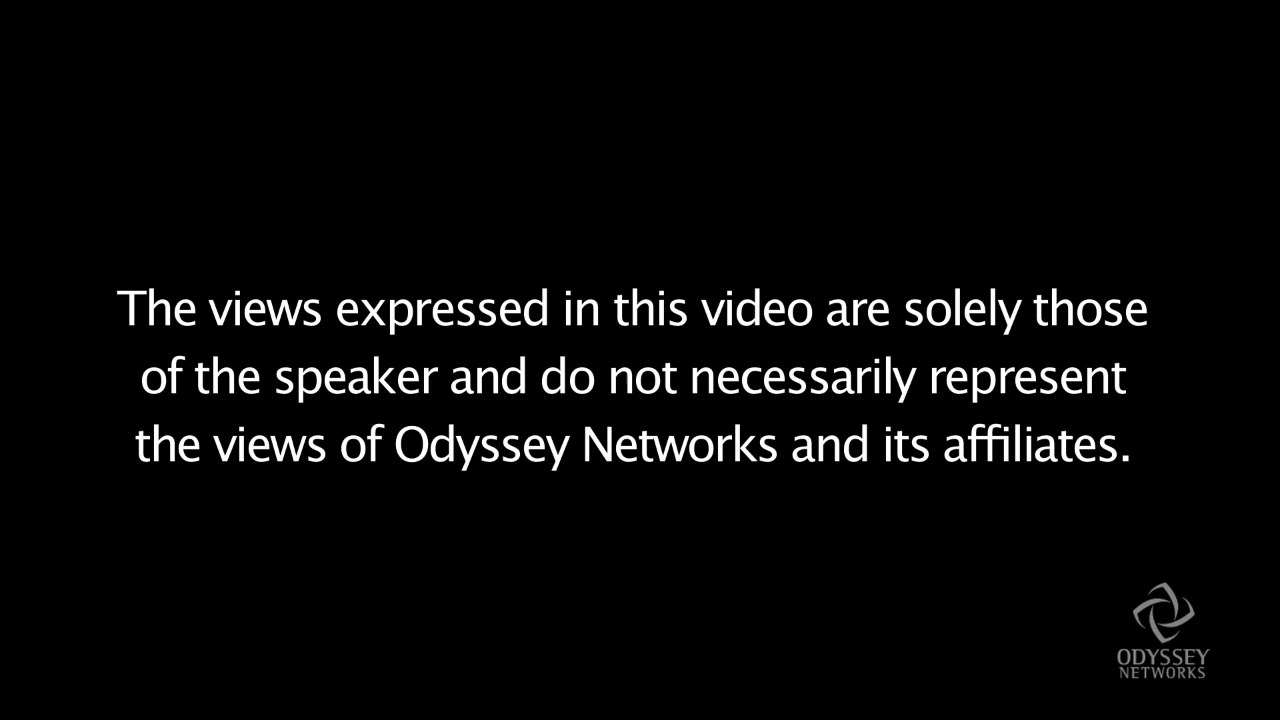 The views expressed in this video are solely those
of the speaker and do not necessarily represent
the views of Odyssey Networks and its affiliates.
ODYSSEY
NETWORKS